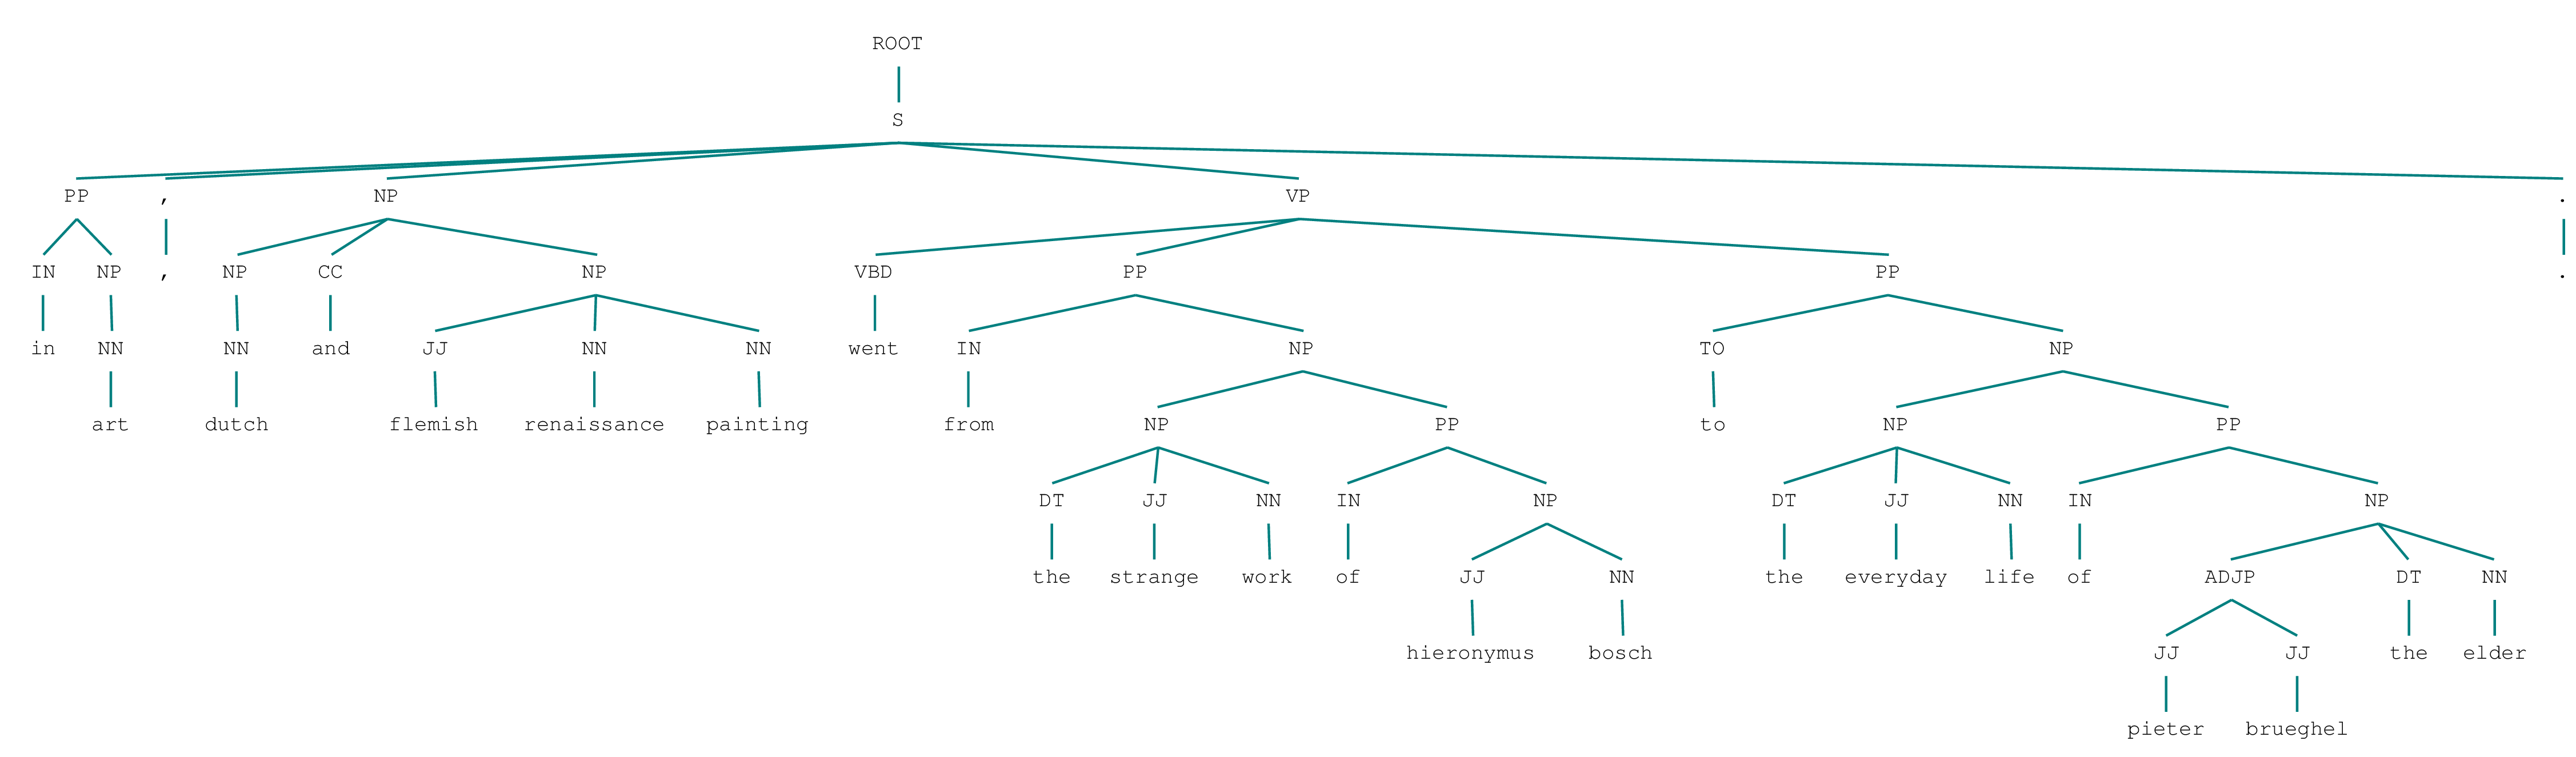 ROOT
S
PP , NP VP .
IN NP , NP CC NP VBD PP PP .
in NN NN and JJ NN NN went IN NP TO NP
art dutch flemish renaissance painting from NP PP to NP PP
DT JJ NN IN NP DT JJ NN IN NP
the strange work of JJ NN the everyday life of ADJP DT NN
hieronymus bosch JJ JJ the elder
pieter brueghel